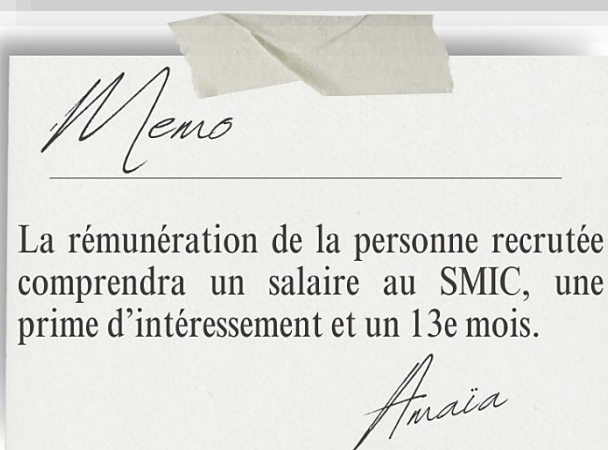 Memo
La rémunération de la personne recrutée
comprendra un salaire au SMIC, une
prime d’intéressement et un 13e mois.
Amaïa